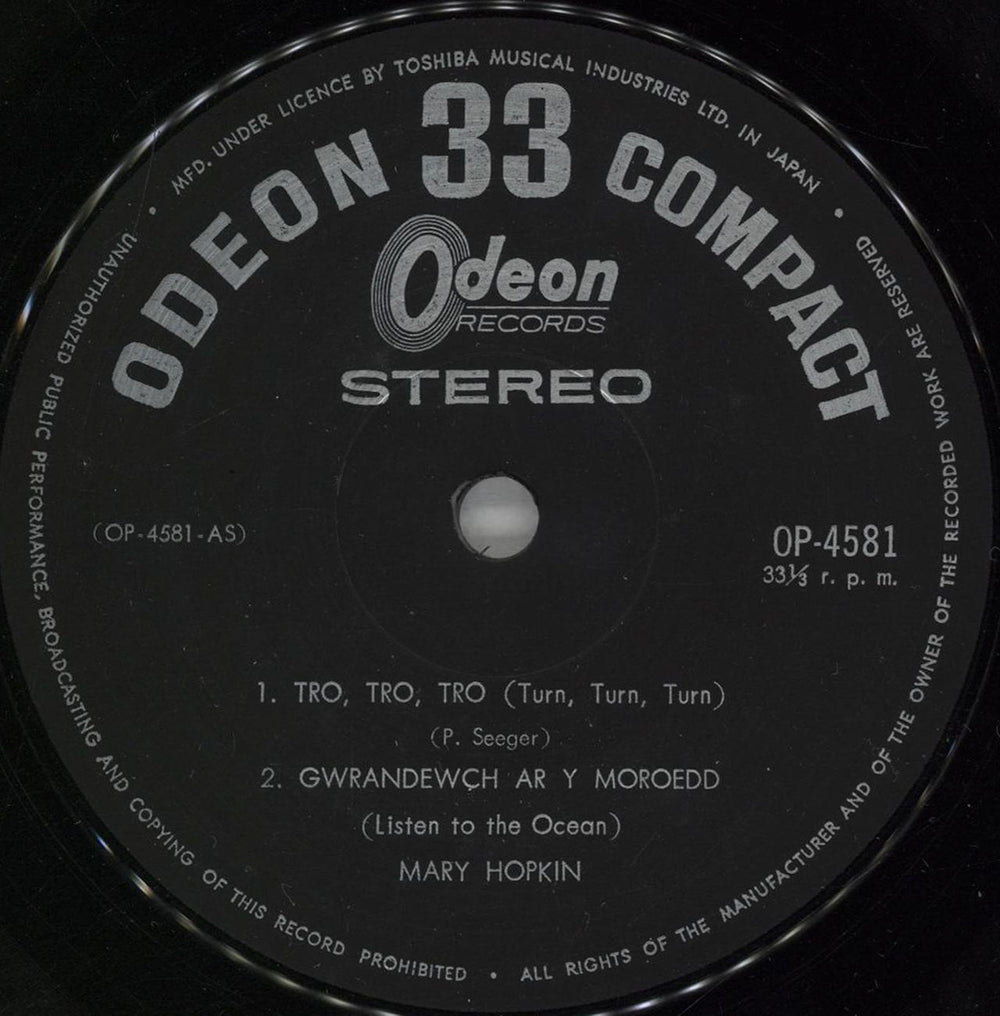 MFD. UNDER LICENCE BY TOSHIBA MUSICAL INDUSTRIES LTD. IN JAPAN
ODEON 33 COMPACT
Odeon
RECORDS
STEREO
(OP-4581-AS)
OP-4581
33⅓ r. p. m.
1. TRO, TRO, TRO (Turn, Turn, Turn)
(P. Seeger)
2. GWRANDEWCH AR Y MOROEDD
(Listen to the Ocean)
MARY HOPKIN
UNAUTHORIZED PUBLIC PERFORMANCE, BROADCASTING AND COPYING OF THIS RECORD PROHIBITED • ALL RIGHTS OF THE MANUFACTURER AND OF THE OWNER OF THE RECORDED WORK ARE RESERVED